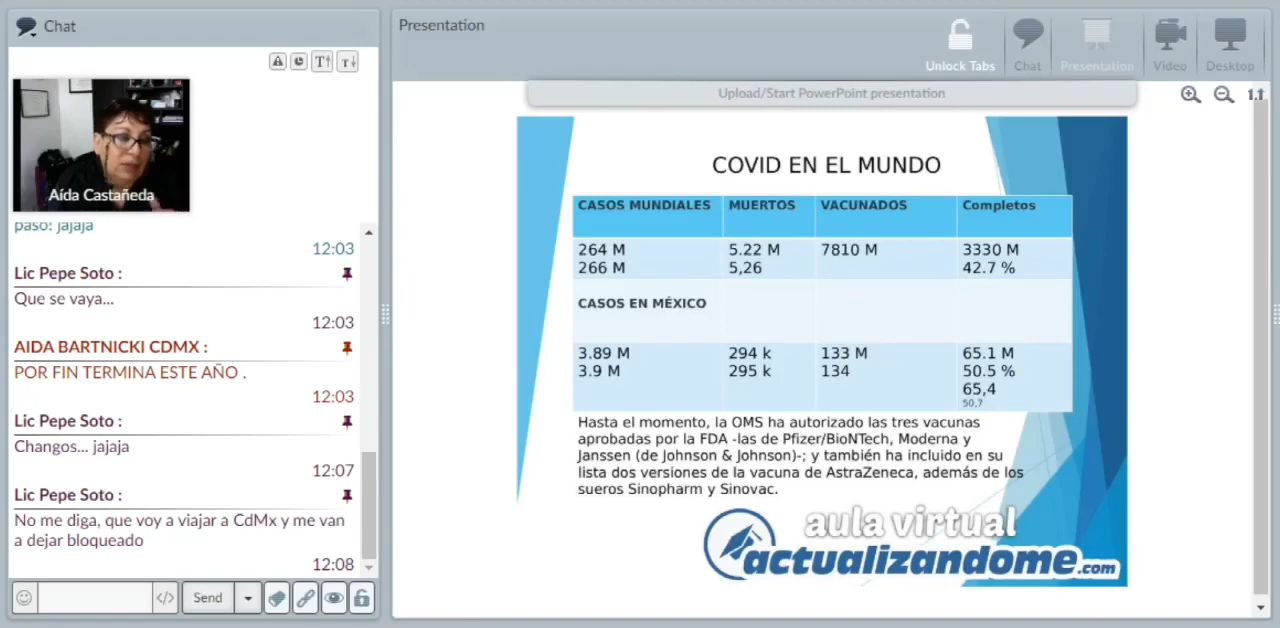 Chat
Aída Castañeda
paso: jajaja
12:03
Lic Pepe Soto :
Que se vaya...
12:03
AIDA BARTNICKI CDMX :
POR FIN TERMINA ESTE AÑO .
12:03
Lic Pepe Soto :
Changos... jajaja
12:07
Lic Pepe Soto :
No me diga, que voy a viajar a CdMx y me van
a dejar bloqueado
12:08
Send
Presentation
Unlock Tabs Chat Presentation Video Desktop
Upload/Start PowerPoint presentation
1:1
COVID EN EL MUNDO
CASOS MUNDIALES MUERTOS VACUNADOS Completos
264 M 5.22 M 7810 M 3330 M
266 M 5,26 42.7 %
CASOS EN MÉXICO
3.89 M 294 k 133 M 65.1 M
3.9 M 295 k 134 50.5 %
65,4
50,7
Hasta el momento, la OMS ha autorizado las tres vacunas
aprobadas por la FDA -las de Pfizer/BioNTech, Moderna y
Janssen (de Johnson & Johnson)-; y también ha incluido en su
lista dos versiones de la vacuna de AstraZeneca, además de los
sueros Sinopharm y Sinovac.
aula virtual
actualizandome.com